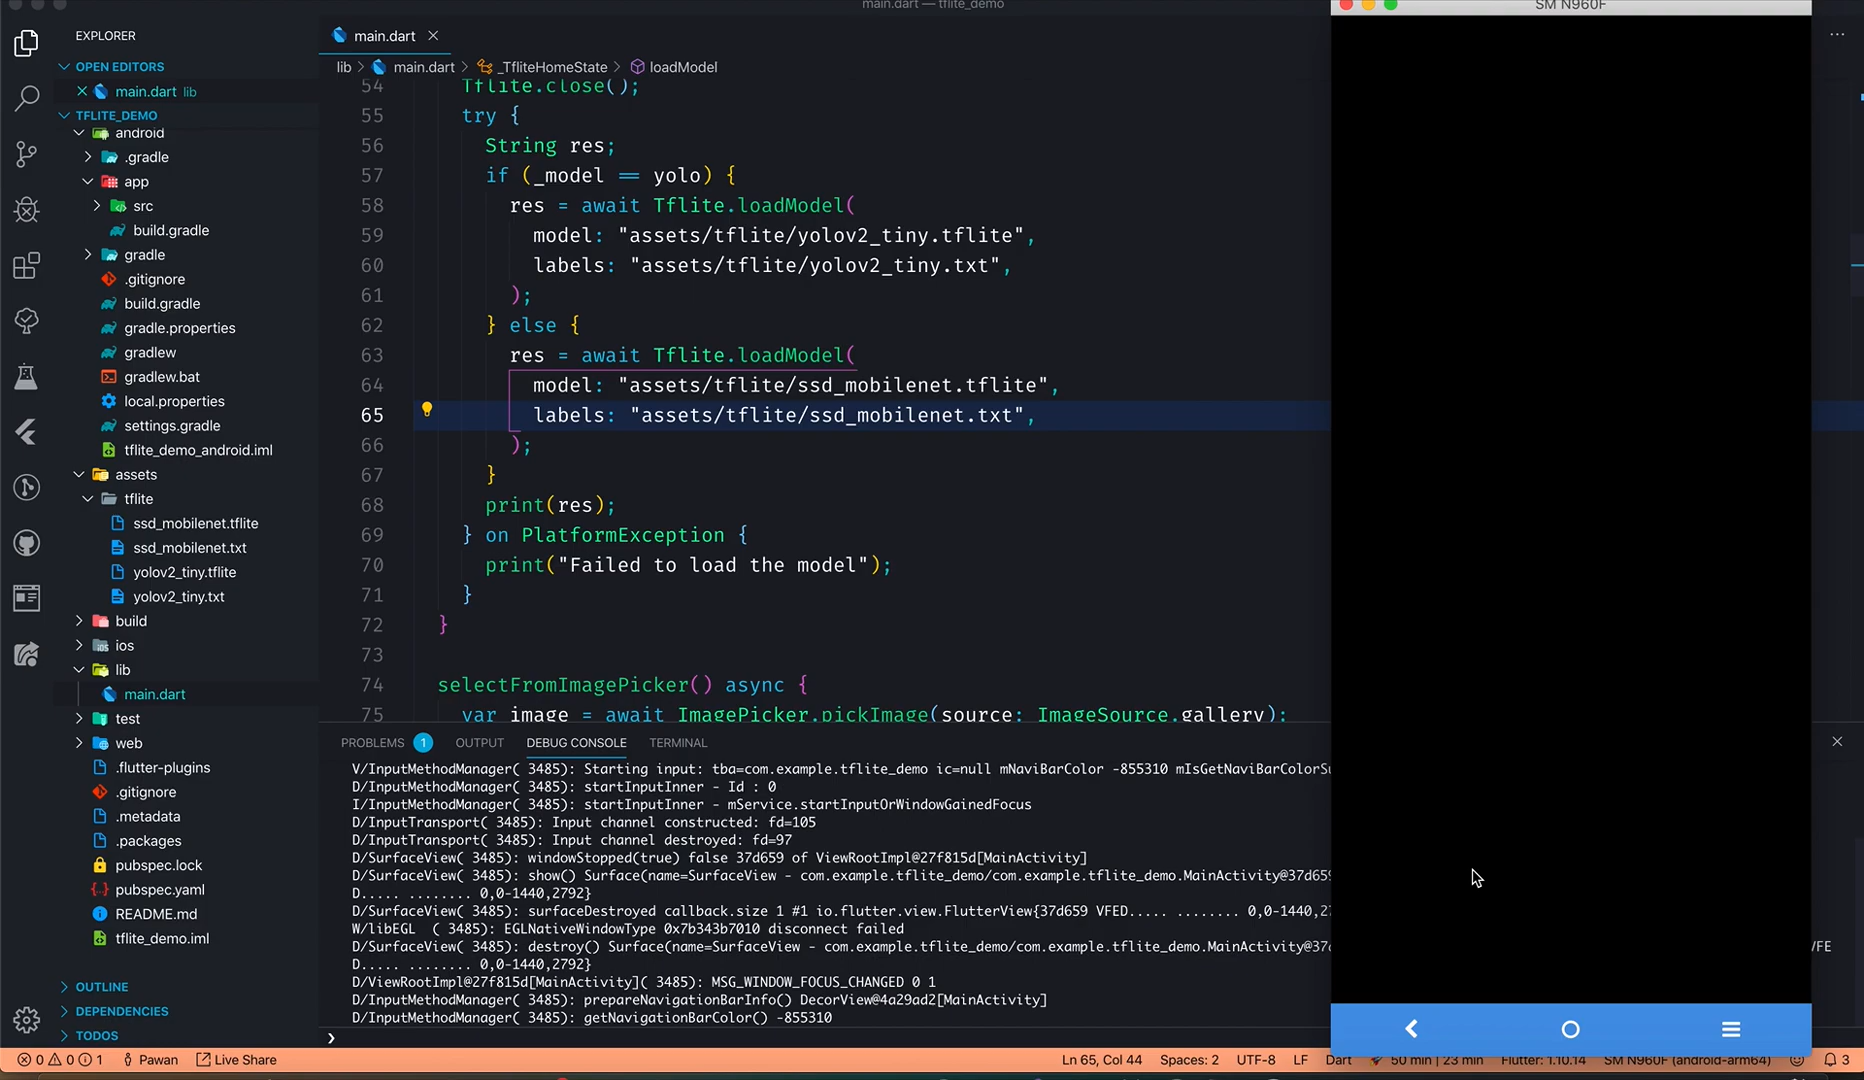 main.dart — tflite_demo
SM N960F
EXPLORER
OPEN EDITORS
main.dart lib
TFLITE_DEMO
android
.gradle
app
src
build.gradle
gradle
.gitignore
build.gradle
gradle.properties
gradlew
gradlew.bat
local.properties
settings.gradle
tflite_demo_android.iml
assets
tflite
ssd_mobilenet.tflite
ssd_mobilenet.txt
yolov2_tiny.tflite
yolov2_tiny.txt
build
ios
lib
main.dart
test
web
.flutter-plugins
.gitignore
.metadata
.packages
pubspec.lock
pubspec.yaml
README.md
tflite_demo.iml
OUTLINE
DEPENDENCIES
TODOS
main.dart
lib > main.dart > _TfliteHomeState > loadModel
54 Tflite.close();
55 try {
56 String res;
57 if (_model == yolo) {
58 res = await Tflite.loadModel(
59 model: "assets/tflite/yolov2_tiny.tflite",
60 labels: "assets/tflite/yolov2_tiny.txt",
61 );
62 } else {
63 res = await Tflite.loadModel(
64 model: "assets/tflite/ssd_mobilenet.tflite",
65 labels: "assets/tflite/ssd_mobilenet.txt",
66 );
67 }
68 print(res);
69 } on PlatformException {
70 print("Failed to load the model");
71 }
72 }
73
74 selectFromImagePicker() async {
75 var image = await ImagePicker.pickImage(source: ImageSource.gallery);
PROBLEMS 1 OUTPUT DEBUG CONSOLE TERMINAL
V/InputMethodManager( 3485): Starting input: tba=com.example.tflite_demo ic=null mNaviBarColor -855310 mIsGetNaviBarColorSu
D/InputMethodManager( 3485): startInputInner - Id : 0
I/InputMethodManager( 3485): startInputInner - mService.startInputOrWindowGainedFocus
D/InputTransport( 3485): Input channel constructed: fd=105
D/InputTransport( 3485): Input channel destroyed: fd=97
D/SurfaceView( 3485): windowStopped(true) false 37d659 of ViewRootImpl@27f815d[MainActivity]
D/SurfaceView( 3485): show() Surface(name=SurfaceView - com.example.tflite_demo/com.example.tflite_demo.MainActivity@37d659
D..... ........ 0,0-1440,2792}
D/SurfaceView( 3485): surfaceDestroyed callback.size 1 #1 io.flutter.view.FlutterView{37d659 VFED..... ........ 0,0-1440,27
W/libEGL ( 3485): EGLNativeWindowType 0x7b343b7010 disconnect failed
D/SurfaceView( 3485): destroy() Surface(name=SurfaceView - com.example.tflite_demo/com.example.tflite_demo.MainActivity@37d VFE
D..... ........ 0,0-1440,2792}
D/ViewRootImpl@27f815d[MainActivity]( 3485): MSG_WINDOW_FOCUS_CHANGED 0 1
D/InputMethodManager( 3485): prepareNavigationBarInfo() DecorView@4a29ad2[MainActivity]
D/InputMethodManager( 3485): getNavigationBarColor() -855310
0 0 1 Pawan Live Share Ln 65, Col 44 Spaces: 2 UTF-8 LF Dart 50 min | 23 min Flutter: 1.10.14 SM N960F (android-arm64) 3